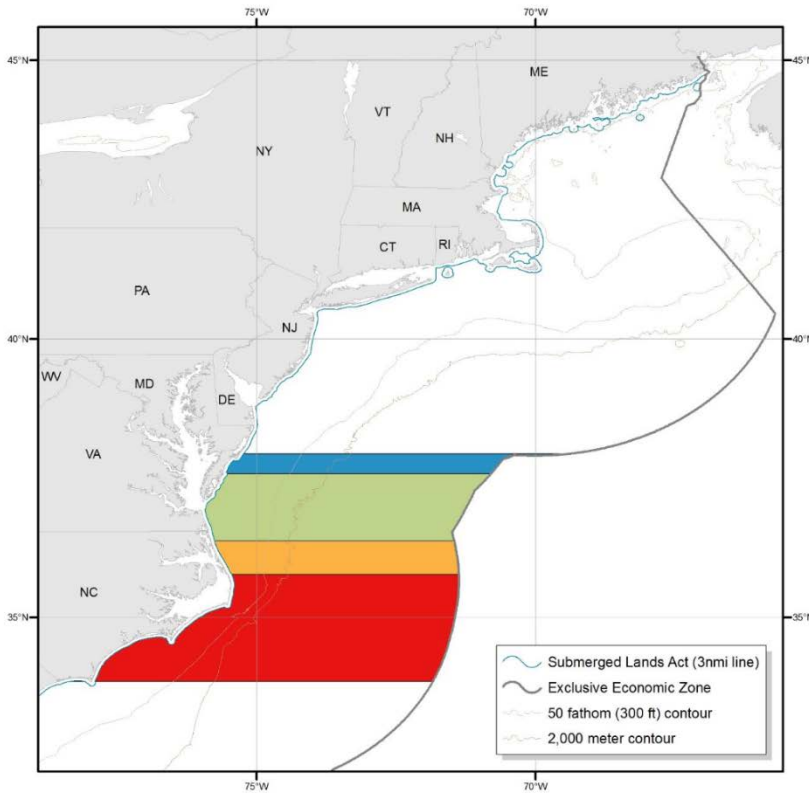 75°W
70°W
45°N
45°N
ME
VT
NH
NY
MA
CT
RI
PA
NJ
40°N
40°N
WV
MD
DE
VA
NC
35°N
35°N
Submerged Lands Act (3nmi line)
Exclusive Economic Zone
50 fathom (300 ft) contour
2,000 meter contour
75°W
70°W